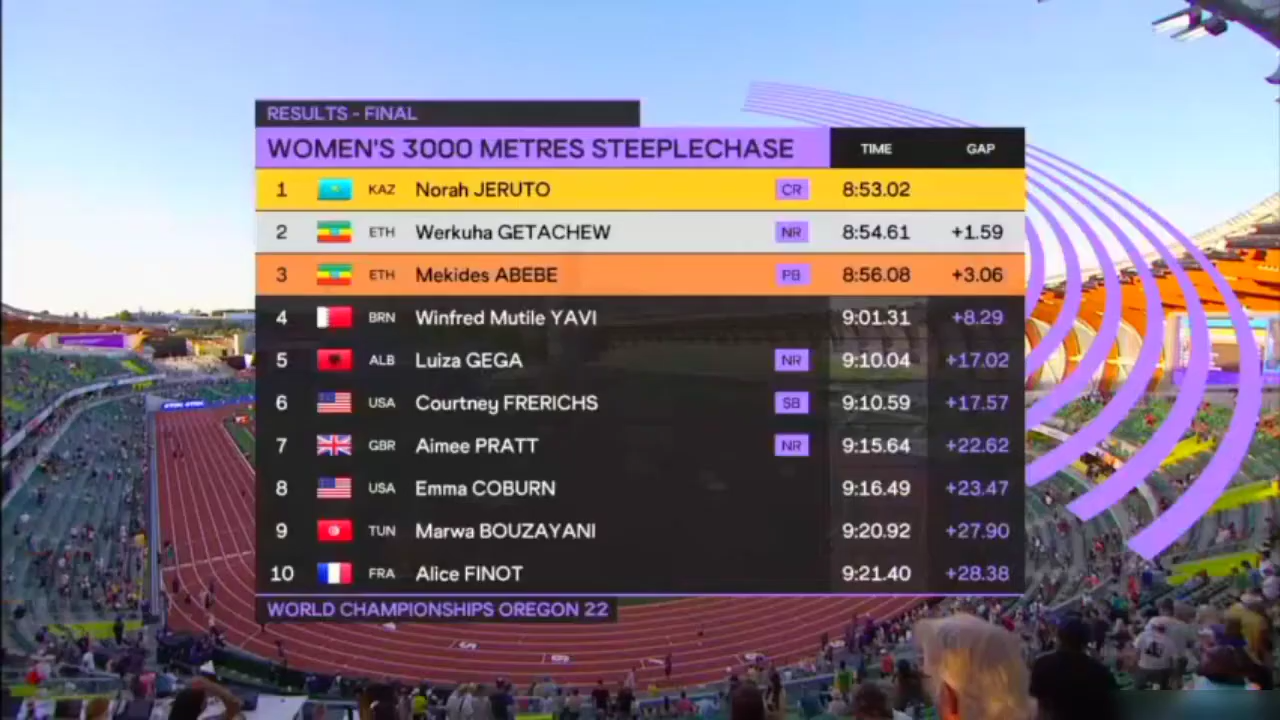 RESULTS - FINAL
WOMEN'S 3000 METRES STEEPLECHASE TIME GAP
1 KAZ Norah JERUTO CR 8:53.02
2 ETH Werkuha GETACHEW NR 8:54.61 +1.59
3 ETH Mekides ABEBE PB 8:56.08 +3.06
4 BRN Winfred Mutile YAVI 9:01.31 +8.29
5 ALB Luiza GEGA NR 9:10.04 +17.02
6 USA Courtney FRERICHS SB 9:10.59 +17.57
7 GBR Aimee PRATT NR 9:15.64 +22.62
8 USA Emma COBURN 9:16.49 +23.47
9 TUN Marwa BOUZAYANI 9:20.92 +27.90
10 FRA Alice FINOT 9:21.40 +28.38
WORLD CHAMPIONSHIPS OREGON 22